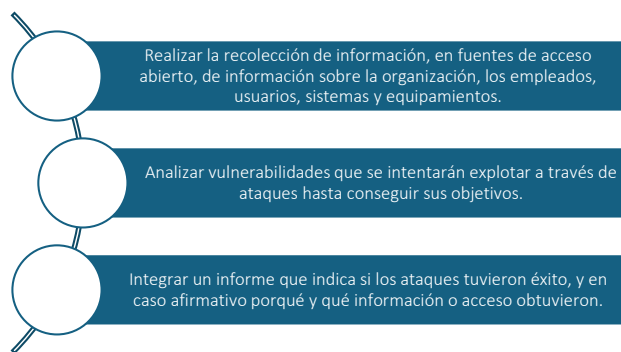 Realizar la recolección de información, en fuentes de acceso
abierto, de información sobre la organización, los empleados,
usuarios, sistemas y equipamientos.
Analizar vulnerabilidades que se intentarán explotar a través de
ataques hasta conseguir sus objetivos.
Integrar un informe que indica si los ataques tuvieron éxito, y en
caso afirmativo porqué y qué información o acceso obtuvieron.